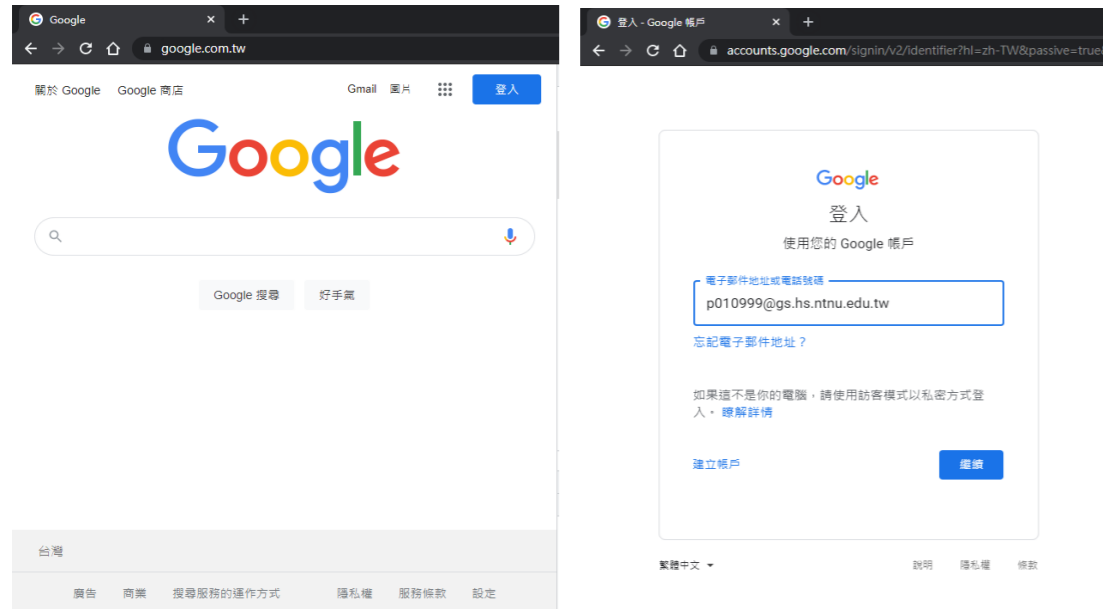 Google
google.com.tw
關於 Google Google 商店 Gmail 圖片 登入
Google
Google 搜尋 好手氣
台灣
廣告 商業 搜尋服務的運作方式 隱私權 服務條款 設定
登入 - Google 帳戶
accounts.google.com/signin/v2/identifier?hl=zh-TW&passive=true
Google
登入
使用您的 Google 帳戶
電子郵件地址或電話號碼
p010999@gs.hs.ntnu.edu.tw
忘記電子郵件地址？
如果這不是你的電腦，請使用訪客模式以私密方式登
入。 瞭解詳情
建立帳戶 繼續
繁體中文 說明 隱私權 條款